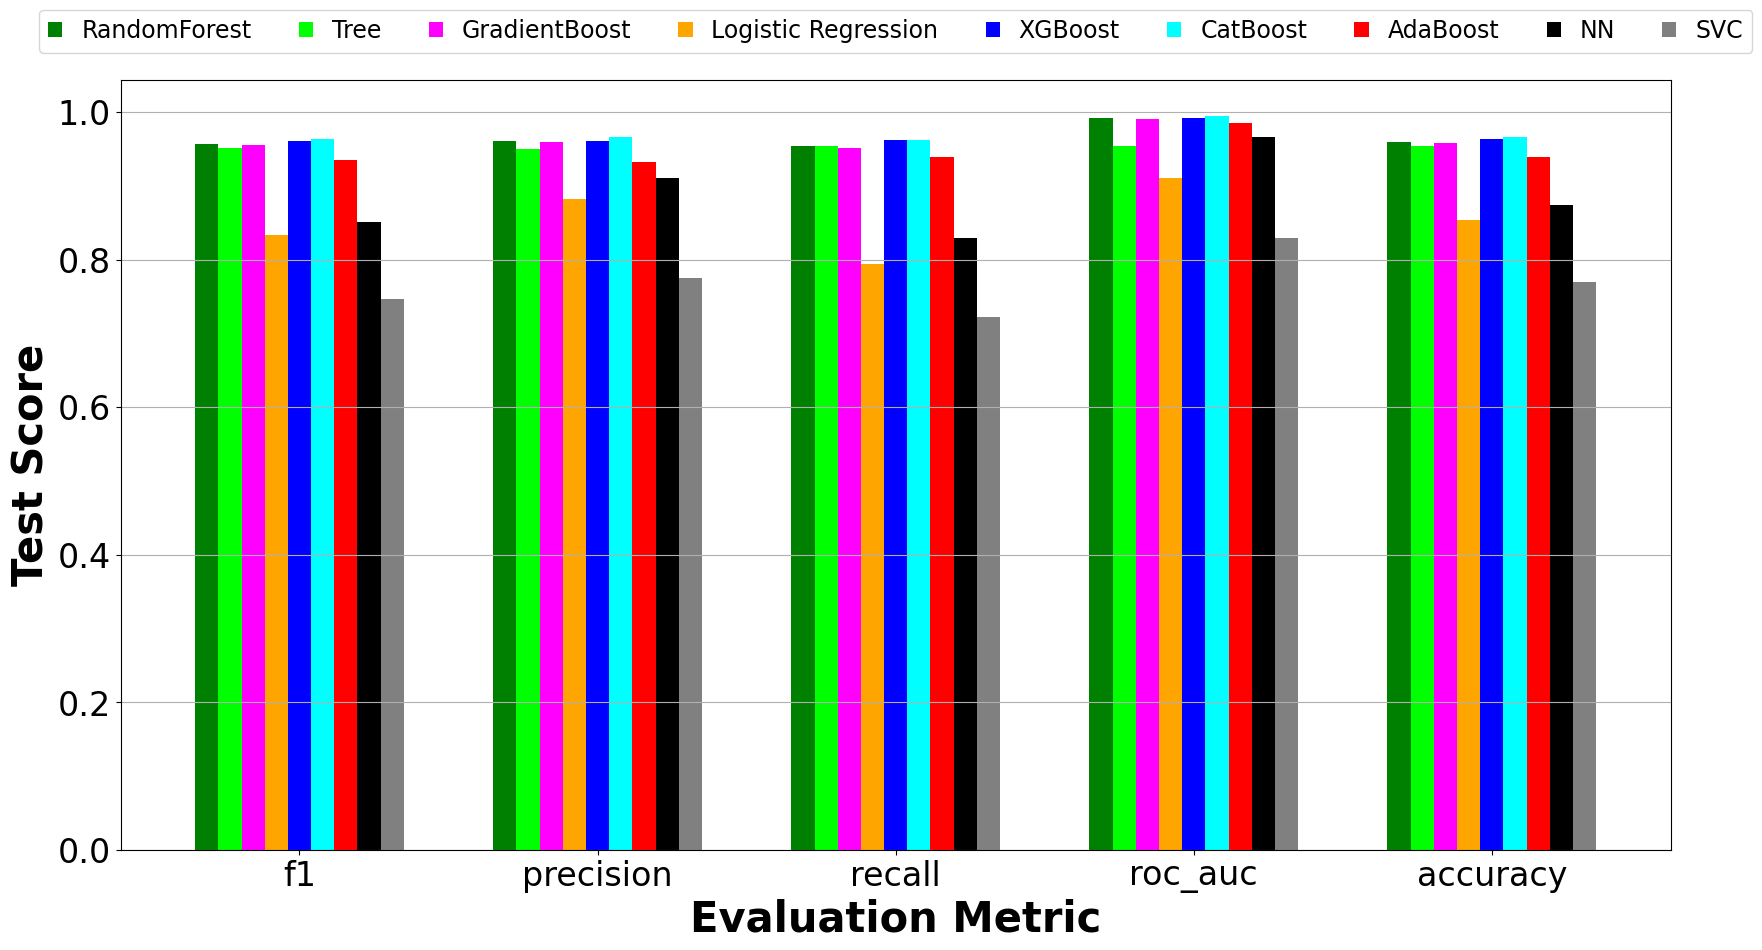 RandomForest Tree GradientBoost Logistic Regression XGBoost CatBoost AdaBoost NN SVC
1.0
0.8
0.6
0.4
0.2
0.0
Test Score
f1 precision recall roc_auc accuracy
Evaluation Metric